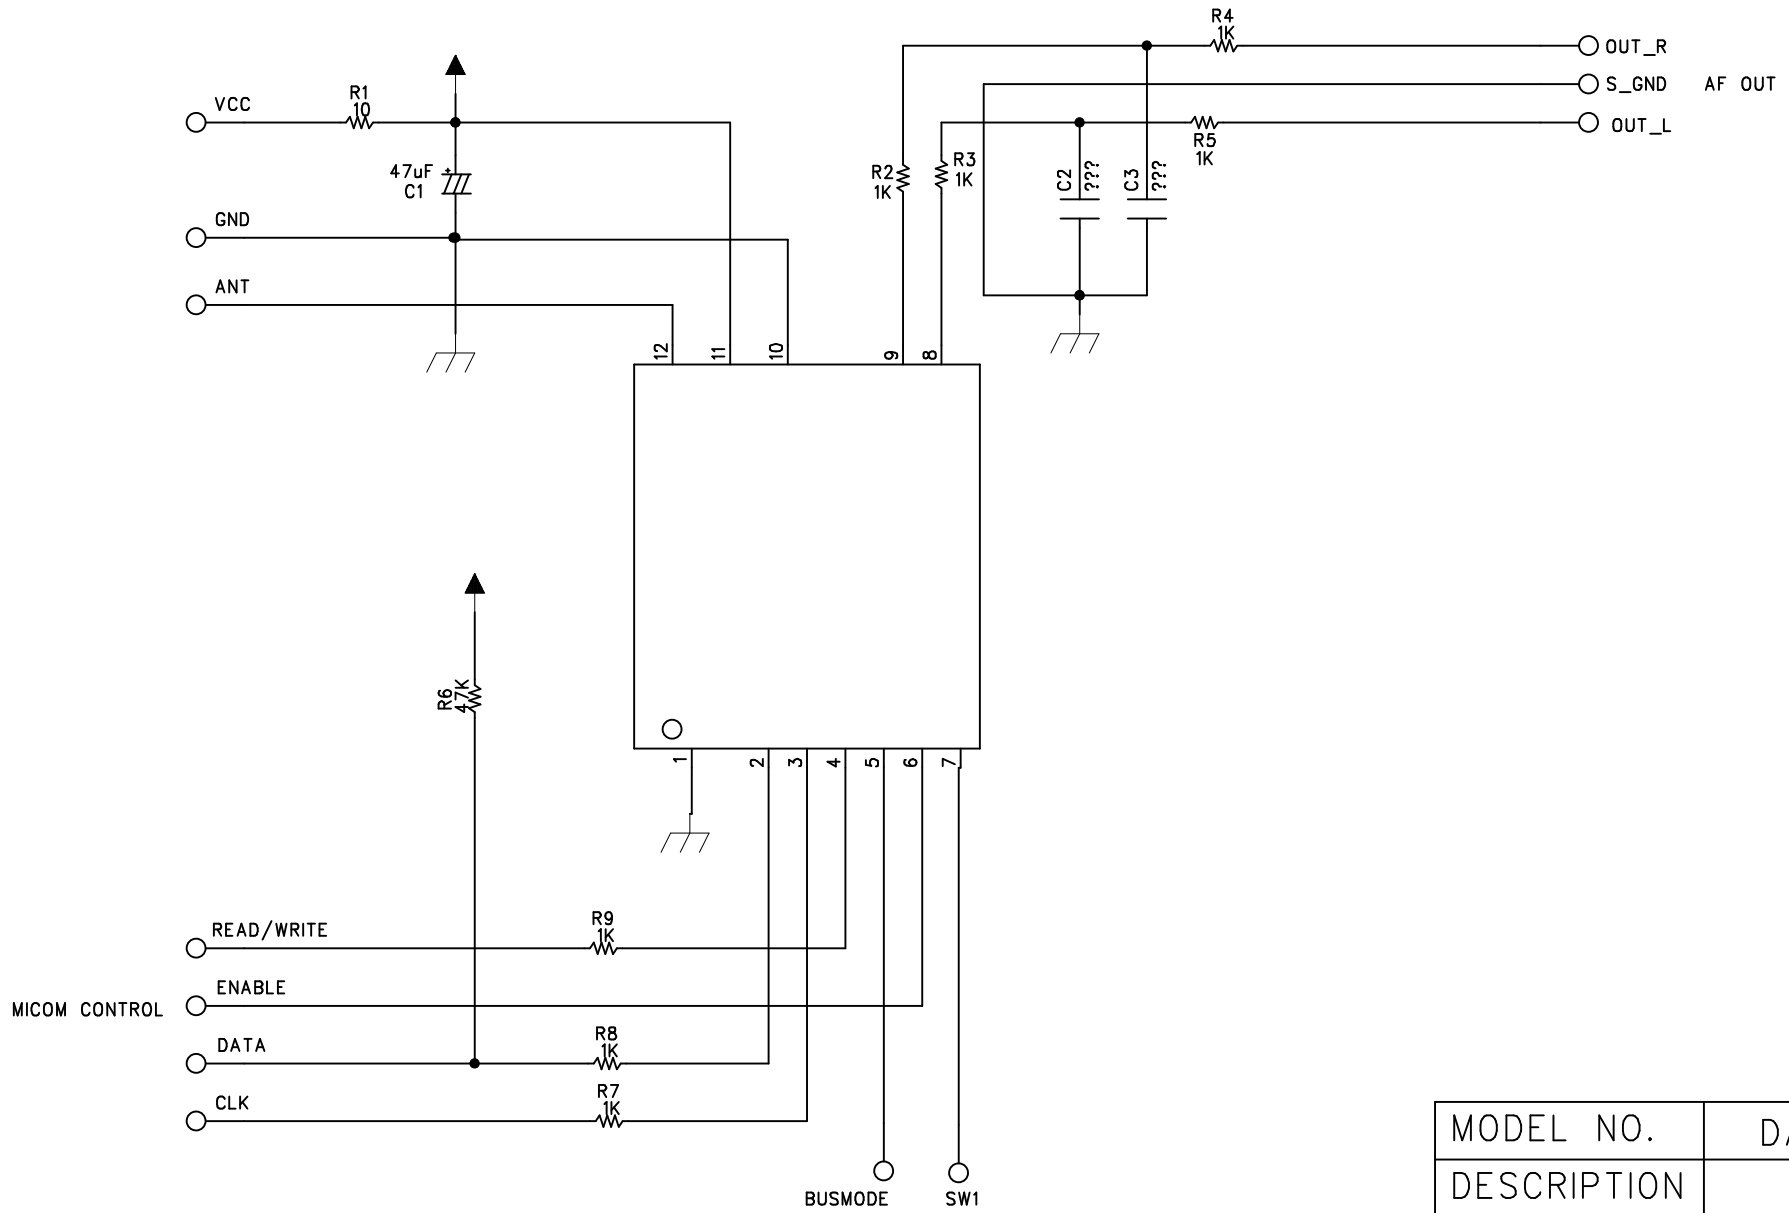 R4
1K
OUT_R
S_GND AF OUT
OUT_L
VCC
R1
10
R5
1K
R2
1K
R3
1K
C2
???
C3
???
47uF +
C1
GND
ANT
12
11
10
9
8
R6
47K
1
2
3
4
5
6
7
READ/WRITE
R9
1K
ENABLE
MICOM CONTROL
DATA
R8
1K
CLK
R7
1K
BUSMODE
SW1
MODEL NO.
DESCRIPTION